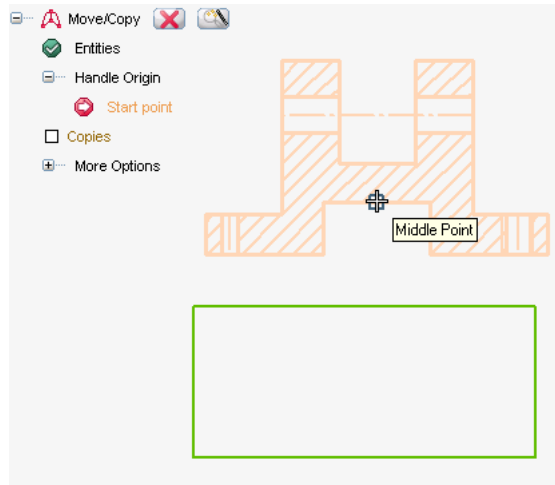 Move/Copy
Entities
Handle Origin
Start point
Copies
More Options
Middle Point